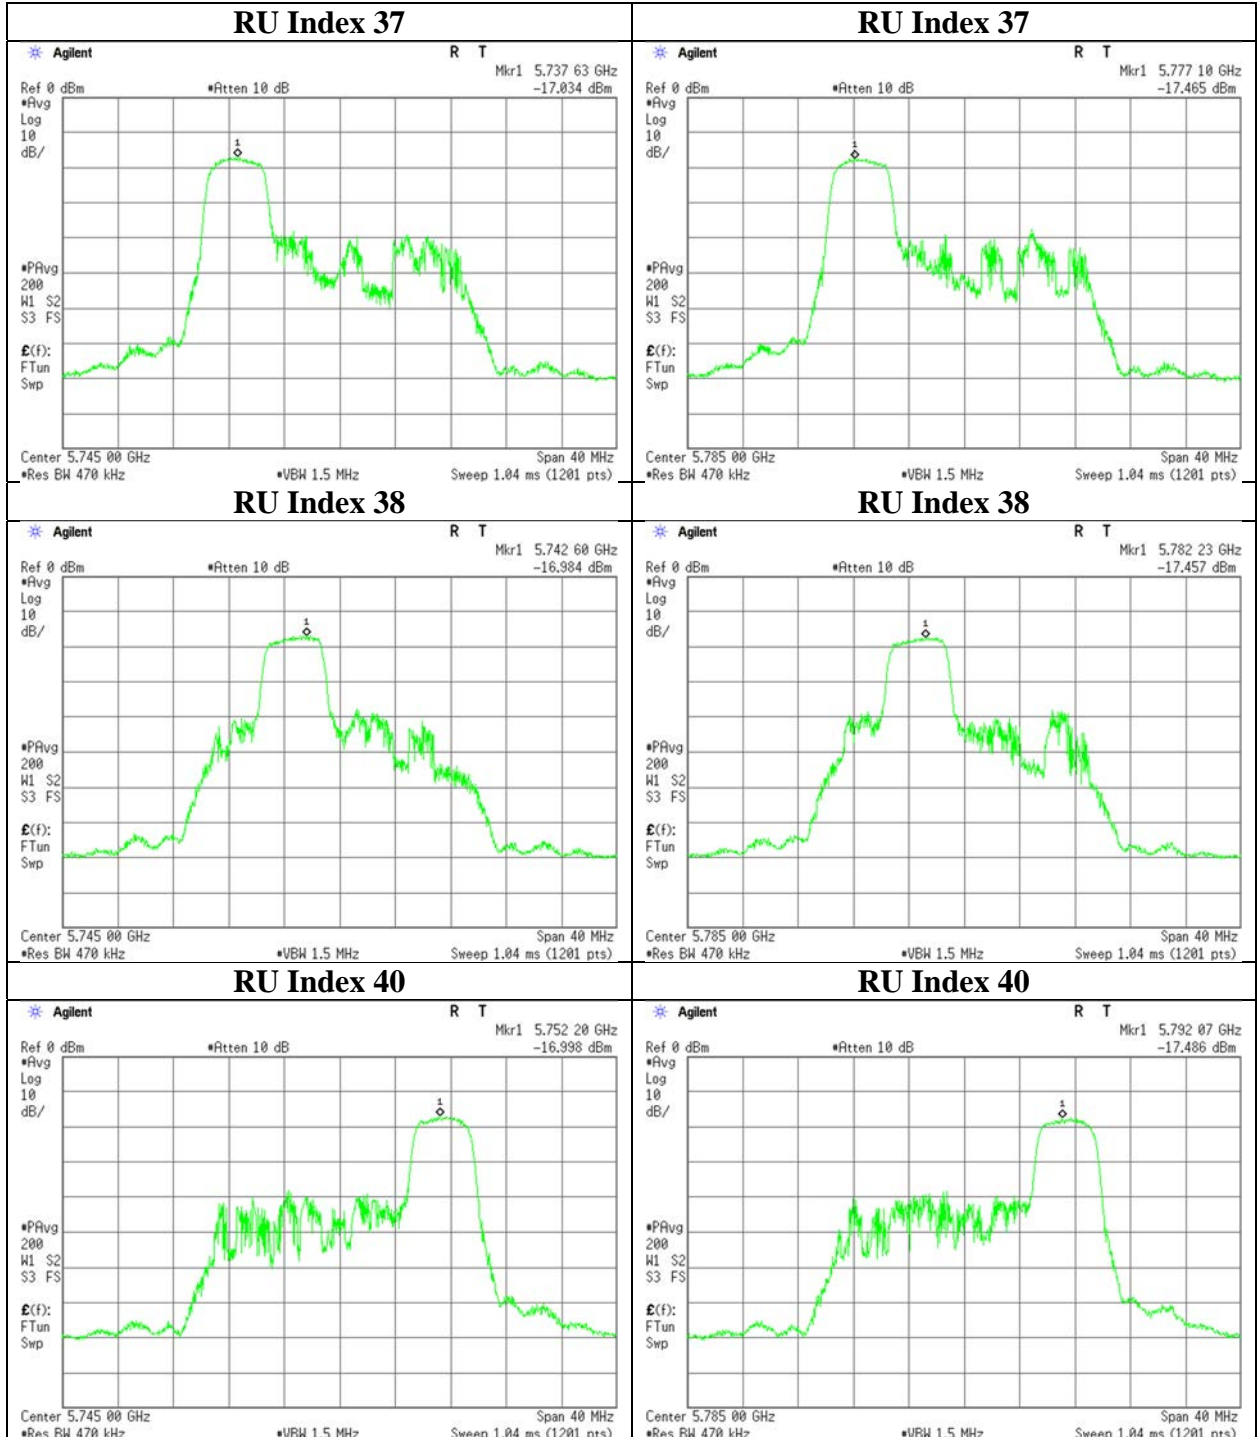 RU Index 37
Agilent
R T
Mkr1 5.737 63 GHz
Ref 0 dBm #Atten 10 dB -17.034 dBm
#Avg
Log
10
dB/
1
#PAvg
200
W1 S2
S3 FS
£(f):
FTun
Swp
Center 5.745 00 GHz Span 40 MHz
#Res BW 470 kHz #VBW 1.5 MHz Sweep 1.04 ms (1201 pts)
RU Index 37
Agilent
R T
Mkr1 5.777 10 GHz
Ref 0 dBm #Atten 10 dB -17.465 dBm
#Avg
Log
10
dB/
1
#PAvg
200
W1 S2
S3 FS
£(f):
FTun
Swp
Center 5.785 00 GHz Span 40 MHz
#Res BW 470 kHz #VBW 1.5 MHz Sweep 1.04 ms (1201 pts)
RU Index 38
Agilent
R T
Mkr1 5.742 60 GHz
Ref 0 dBm #Atten 10 dB -16.984 dBm
#Avg
Log
10
dB/
1
#PAvg
200
W1 S2
S3 FS
£(f):
FTun
Swp
Center 5.745 00 GHz Span 40 MHz
#Res BW 470 kHz #VBW 1.5 MHz Sweep 1.04 ms (1201 pts)
RU Index 38
Agilent
R T
Mkr1 5.782 23 GHz
Ref 0 dBm #Atten 10 dB -17.457 dBm
#Avg
Log
10
dB/
1
#PAvg
200
W1 S2
S3 FS
£(f):
FTun
Swp
Center 5.785 00 GHz Span 40 MHz
#Res BW 470 kHz #VBW 1.5 MHz Sweep 1.04 ms (1201 pts)
RU Index 40
Agilent
R T
Mkr1 5.752 20 GHz
Ref 0 dBm #Atten 10 dB -16.998 dBm
#Avg
Log
10
dB/
1
#PAvg
200
W1 S2
S3 FS
£(f):
FTun
Swp
Center 5.745 00 GHz Span 40 MHz
#Res BW 470 kHz #VBW 1.5 MHz Sweep 1.04 ms (1201 pts)
RU Index 40
Agilent
R T
Mkr1 5.792 07 GHz
Ref 0 dBm #Atten 10 dB -17.486 dBm
#Avg
Log
10
dB/
1
#PAvg
200
W1 S2
S3 FS
£(f):
FTun
Swp
Center 5.785 00 GHz Span 40 MHz
#Res BW 470 kHz #VBW 1.5 MHz Sweep 1.04 ms (1201 pts)